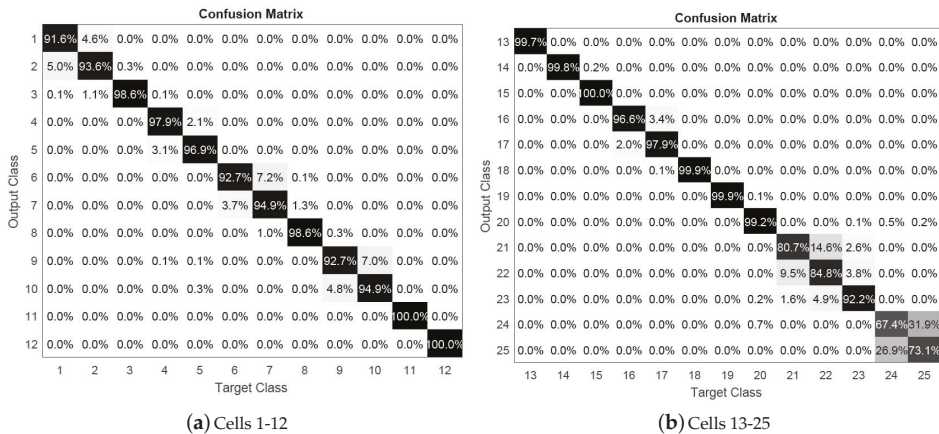 Confusion Matrix
1 91.6% 4.6% 0.0% 0.0% 0.0% 0.0% 0.0% 0.0% 0.0% 0.0% 0.0% 0.0%
2 5.0% 93.6% 0.3% 0.0% 0.0% 0.0% 0.0% 0.0% 0.0% 0.0% 0.0% 0.0%
3 0.1% 1.1% 98.6% 0.1% 0.0% 0.0% 0.0% 0.0% 0.0% 0.0% 0.0% 0.0%
4 0.0% 0.0% 0.0% 97.9% 2.1% 0.0% 0.0% 0.0% 0.0% 0.0% 0.0% 0.0%
5 0.0% 0.0% 0.0% 3.1% 96.9% 0.0% 0.0% 0.0% 0.0% 0.0% 0.0% 0.0%
6 0.0% 0.0% 0.0% 0.0% 0.0% 92.7% 7.2% 0.1% 0.0% 0.0% 0.0% 0.0%
7 0.0% 0.0% 0.0% 0.0% 0.0% 3.7% 94.9% 1.3% 0.0% 0.0% 0.0% 0.0%
8 0.0% 0.0% 0.0% 0.0% 0.0% 0.0% 1.0% 98.6% 0.3% 0.0% 0.0% 0.0%
9 0.0% 0.0% 0.0% 0.1% 0.1% 0.0% 0.0% 0.0% 92.7% 7.0% 0.0% 0.0%
10 0.0% 0.0% 0.0% 0.0% 0.3% 0.0% 0.0% 0.0% 4.8% 94.9% 0.0% 0.0%
11 0.0% 0.0% 0.0% 0.0% 0.0% 0.0% 0.0% 0.0% 0.0% 0.0% 100.0% 0.0%
12 0.0% 0.0% 0.0% 0.0% 0.0% 0.0% 0.0% 0.0% 0.0% 0.0% 0.0% 100.0%
1 2 3 4 5 6 7 8 9 10 11 12
Output Class
Target Class
(a) Cells 1-12
Confusion Matrix
13 99.7% 0.0% 0.0% 0.0% 0.0% 0.0% 0.0% 0.0% 0.0% 0.0% 0.0% 0.0% 0.0%
14 0.0% 99.8% 0.2% 0.0% 0.0% 0.0% 0.0% 0.0% 0.0% 0.0% 0.0% 0.0% 0.0%
15 0.0% 0.0% 100.0% 0.0% 0.0% 0.0% 0.0% 0.0% 0.0% 0.0% 0.0% 0.0% 0.0%
16 0.0% 0.0% 0.0% 96.6% 3.4% 0.0% 0.0% 0.0% 0.0% 0.0% 0.0% 0.0% 0.0%
17 0.0% 0.0% 0.0% 2.0% 97.9% 0.0% 0.0% 0.0% 0.0% 0.0% 0.0% 0.0% 0.0%
18 0.0% 0.0% 0.0% 0.0% 0.1% 99.9% 0.0% 0.0% 0.0% 0.0% 0.0% 0.0% 0.0%
19 0.0% 0.0% 0.0% 0.0% 0.0% 0.0% 99.9% 0.1% 0.0% 0.0% 0.0% 0.0% 0.0%
20 0.0% 0.0% 0.0% 0.0% 0.0% 0.0% 0.0% 99.2% 0.0% 0.0% 0.1% 0.5% 0.2%
21 0.0% 0.0% 0.0% 0.0% 0.0% 0.0% 0.0% 0.0% 80.7% 14.6% 2.6% 0.0% 0.0%
22 0.0% 0.0% 0.0% 0.0% 0.0% 0.0% 0.0% 0.0% 9.5% 84.8% 3.8% 0.0% 0.0%
23 0.0% 0.0% 0.0% 0.0% 0.0% 0.0% 0.0% 0.2% 1.6% 4.9% 92.2% 0.0% 0.0%
24 0.0% 0.0% 0.0% 0.0% 0.0% 0.0% 0.0% 0.7% 0.0% 0.0% 0.0% 67.4% 31.9%
25 0.0% 0.0% 0.0% 0.0% 0.0% 0.0% 0.0% 0.0% 0.0% 0.0% 0.0% 26.9% 73.1%
13 14 15 16 17 18 19 20 21 22 23 24 25
Output Class
Target Class
(b) Cells 13-25